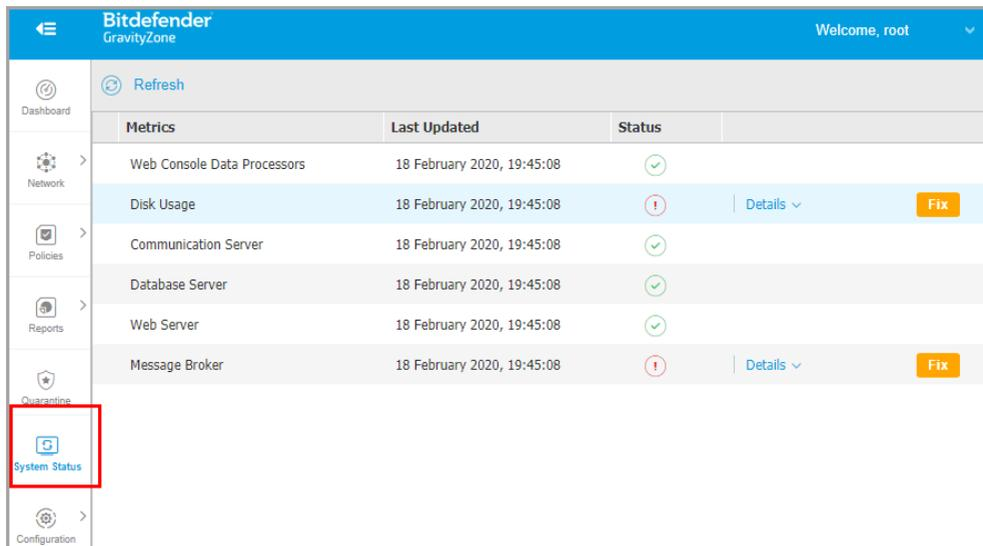 Bitdefender
GravityZone
Welcome, root
Dashboard
Network
Policies
Reports
Quarantine
System Status
Configuration
Refresh
Metrics Last Updated Status
Web Console Data Processors 18 February 2020, 19:45:08
Disk Usage 18 February 2020, 19:45:08 Details Fix
Communication Server 18 February 2020, 19:45:08
Database Server 18 February 2020, 19:45:08
Web Server 18 February 2020, 19:45:08
Message Broker 18 February 2020, 19:45:08 Details Fix